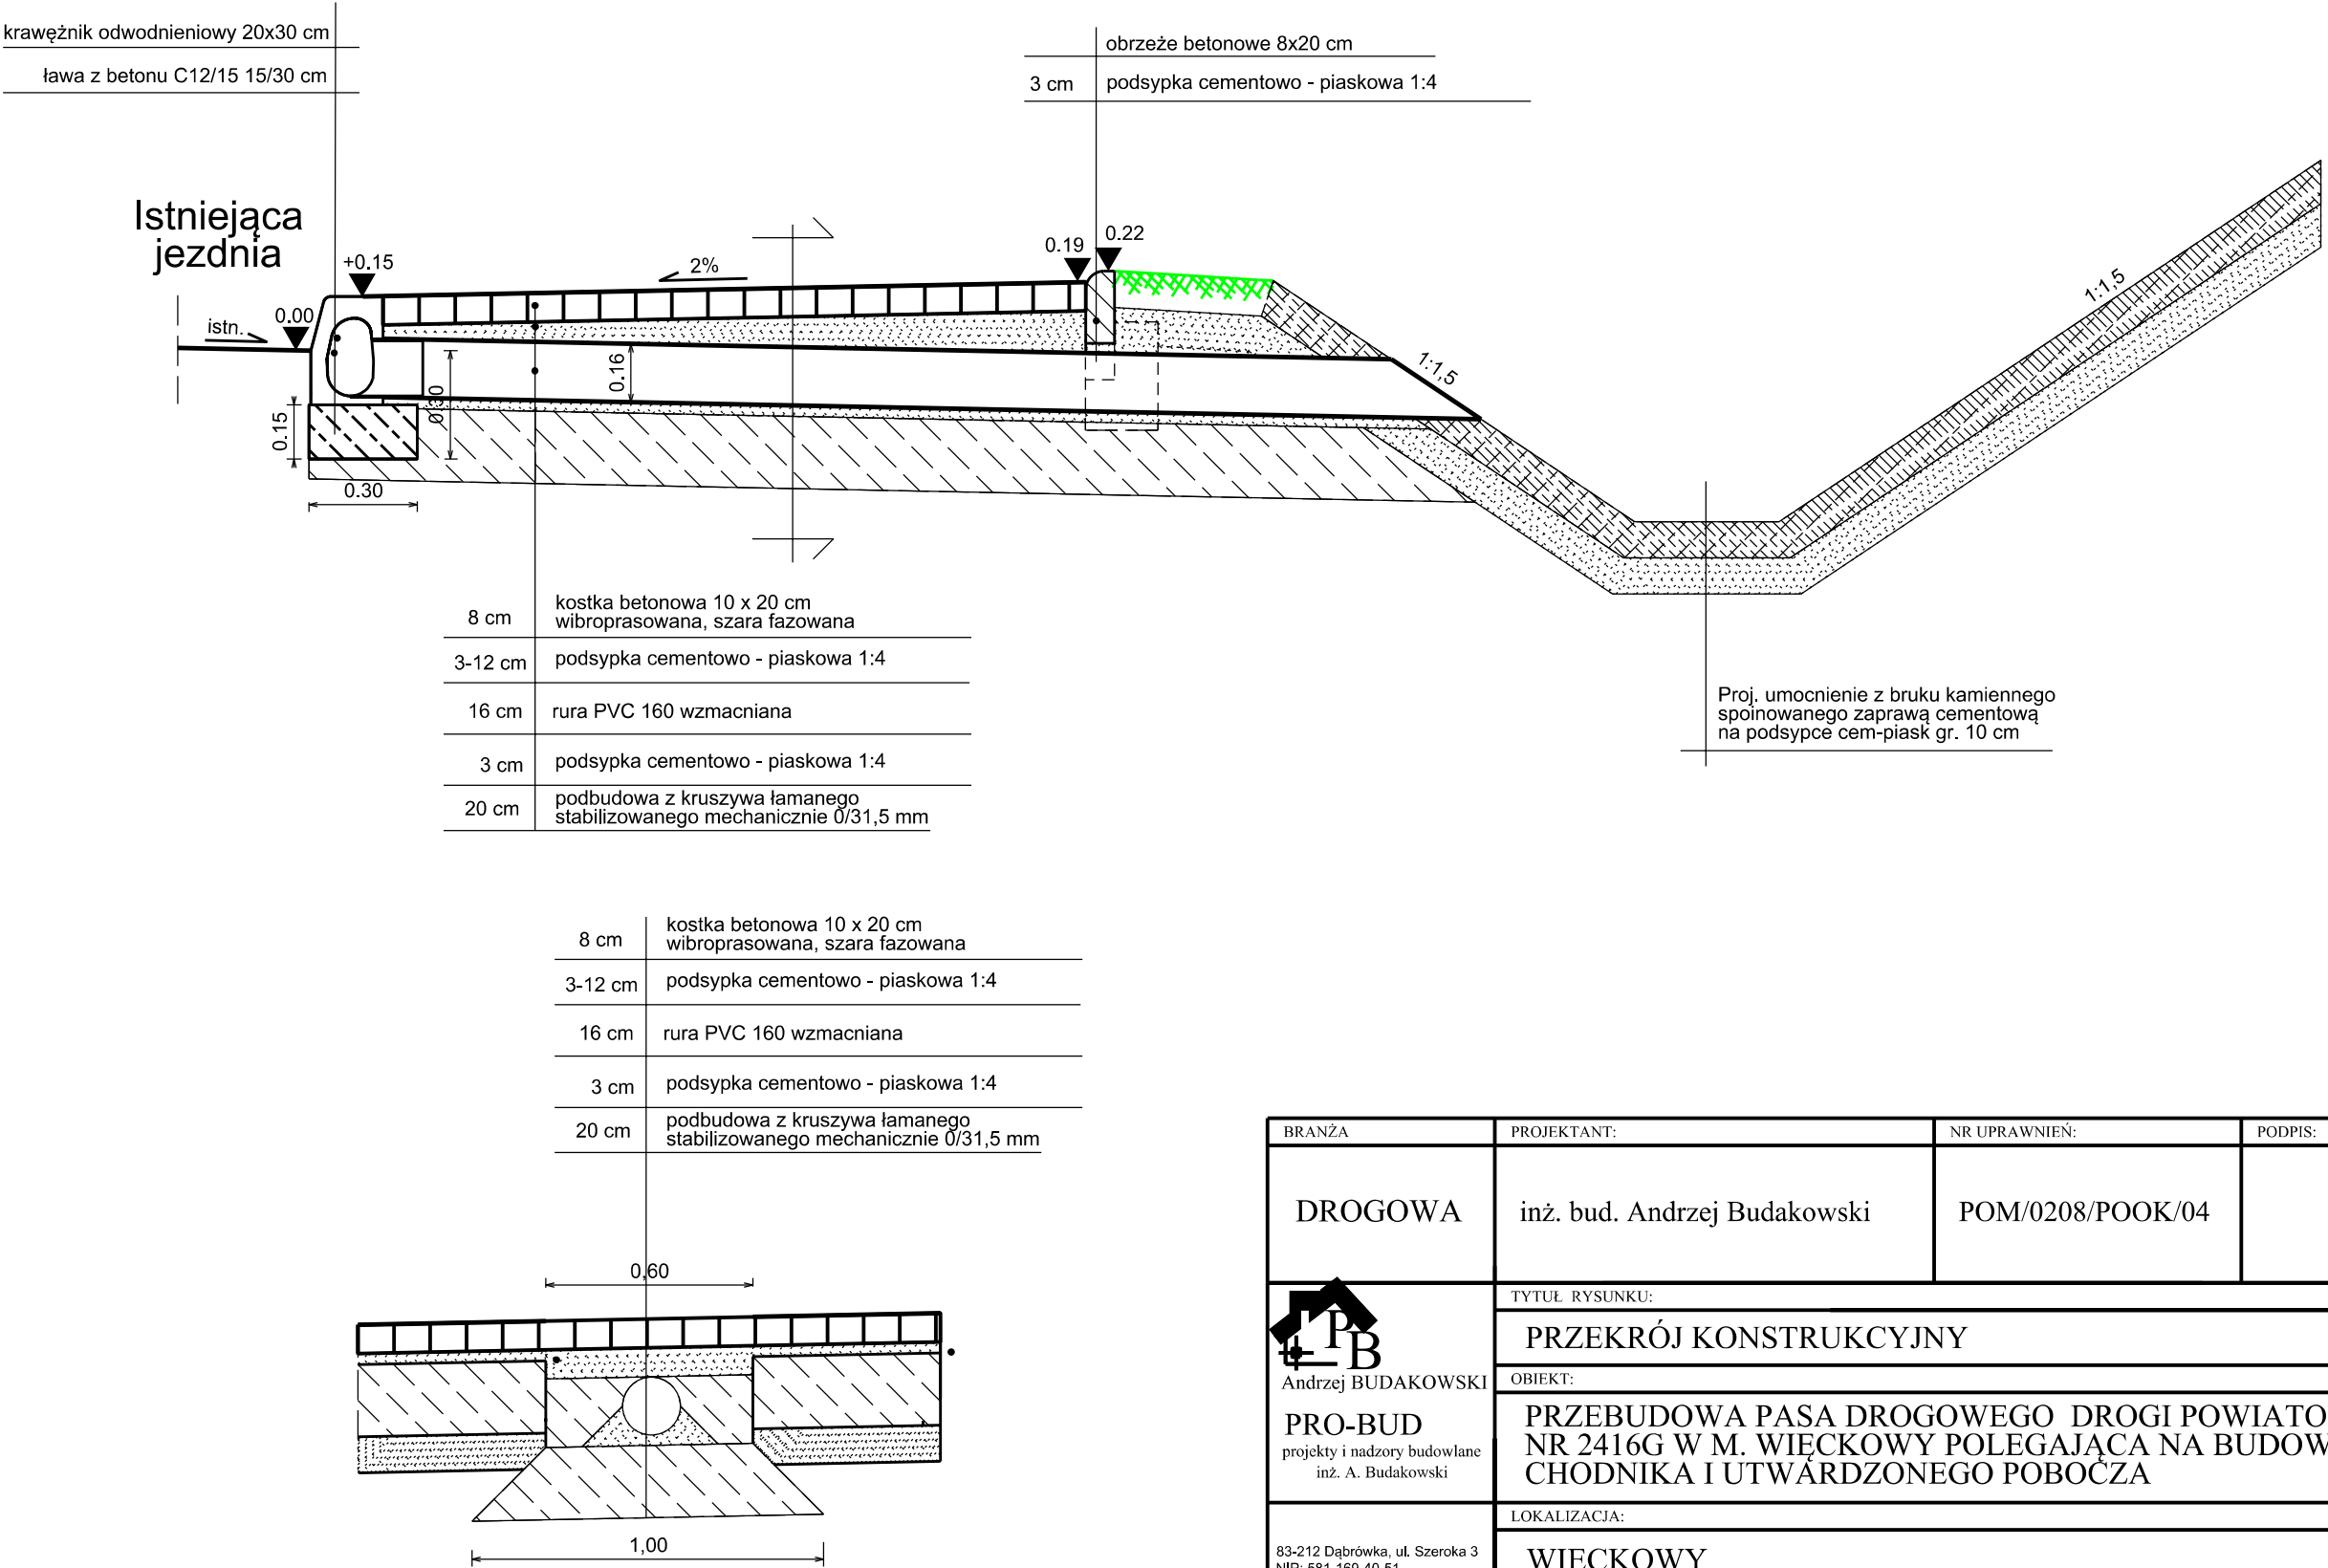 krawężnik odwodnieniowy 20x30 cm
ława z betonu C12/15 15/30 cm
obrzeże betonowe 8x20 cm
3 cm podsypka cementowo - piaskowa 1:4
Istniejąca
jezdnia
istn.
0.00
+0.15
2%
0.19
0.22
1:1,5
1:1,5
0.16
0.15
0.30
8 cm kostka betonowa 10 x 20 cm
wibroprasowana, szara fazowana
3-12 cm podsypka cementowo - piaskowa 1:4
16 cm rura PVC 160 wzmacniana
3 cm podsypka cementowo - piaskowa 1:4
20 cm podbudowa z kruszywa łamanego
stabilizowanego mechanicznie 0/31,5 mm
Proj. umocnienie z bruku kamiennego
spoinowanego zaprawą cementową
na podsypce cem-piask gr. 10 cm
8 cm kostka betonowa 10 x 20 cm
wibroprasowana, szara fazowana
3-12 cm podsypka cementowo - piaskowa 1:4
16 cm rura PVC 160 wzmacniana
3 cm podsypka cementowo - piaskowa 1:4
20 cm podbudowa z kruszywa łamanego
stabilizowanego mechanicznie 0/31,5 mm
0,60
1,00
BRANŻA PROJEKTANT: NR UPRAWNIEŃ: PODPIS:
DROGOWA inż. bud. Andrzej Budakowski POM/0208/POOK/04
PB
Andrzej BUDAKOWSKI
PRO-BUD
projekty i nadzory budowlane
inż. A. Budakowski
83-212 Dąbrówka, ul. Szeroka 3
NIP: 581-169-40-51
TYTUŁ RYSUNKU:
PRZEKRÓJ KONSTRUKCYJNY
OBIEKT:
PRZEBUDOWA PASA DROGOWEGO DROGI POWIATO
NR 2416G W M. WIĘCKOWY POLEGAJĄCA NA BUDOW
CHODNIKA I UTWARDZONEGO POBOCZA
LOKALIZACJA:
WIĘCKOWY